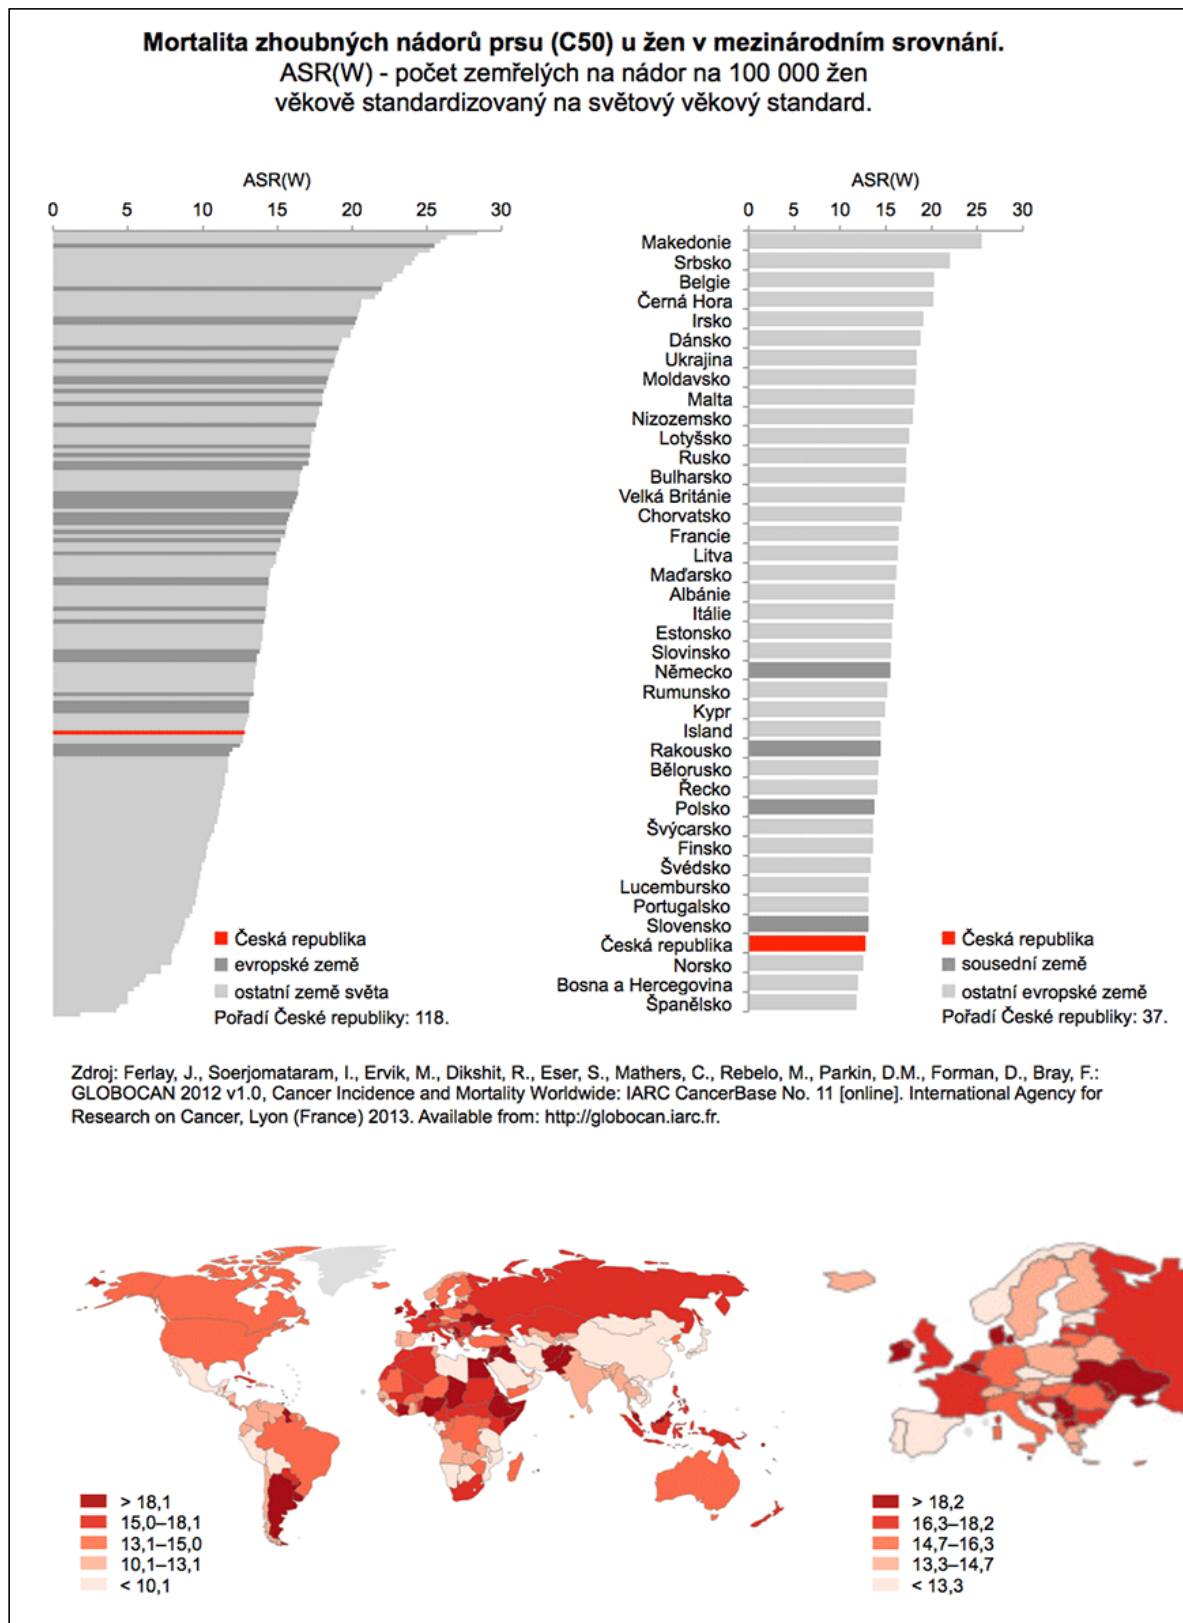 Mortalita zhoubných nádorů prsu (C50) u žen v mezinárodním srovnání.
ASR(W) - počet zemřelých na nádor na 100 000 žen
věkově standardizovaný na světový věkový standard.
ASR(W)
0 5 10 15 20 25 30
Česká republika
evropské země
ostatní země světa
Pořadí České republiky: 118.
ASR(W)
0 5 10 15 20 25 30
Makedonie
Srbsko
Belgie
Černá Hora
Irsko
Dánsko
Ukrajina
Moldavsko
Malta
Nizozemsko
Lotyšsko
Rusko
Bulharsko
Velká Británie
Chorvatsko
Francie
Litva
Maďarsko
Albánie
Itálie
Estonsko
Slovinsko
Německo
Rumunsko
Kypr
Island
Rakousko
Bělorusko
Řecko
Polsko
Švýcarsko
Finsko
Švédsko
Lucembursko
Portugalsko
Slovensko
Česká republika
Norsko
Bosna a Hercegovina
Španělsko
Česká republika
sousední země
ostatní evropské země
Pořadí České republiky: 37.
Zdroj: Ferlay, J., Soerjomataram, I., Ervik, M., Dikshit, R., Eser, S., Mathers, C., Rebelo, M., Parkin, D.M., Forman, D., Bray, F.:
GLOBOCAN 2012 v1.0, Cancer Incidence and Mortality Worldwide: IARC CancerBase No. 11 [online]. International Agency for
Research on Cancer, Lyon (France) 2013. Available from: http://globocan.iarc.fr.
> 18,1
15,0–18,1
13,1–15,0
10,1–13,1
< 10,1
> 18,2
16,3–18,2
14,7–16,3
13,3–14,7
< 13,3